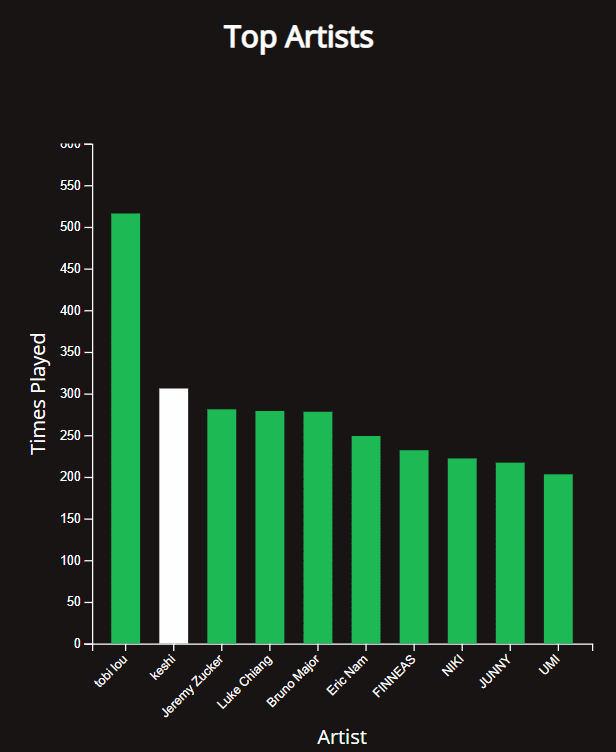 Top Artists
600
550
500
450
400
350
300
250
200
150
100
50
0
Times Played
tobi lou
keshi
Jeremy Zucker
Luke Chiang
Bruno Major
Eric Nam
FINNEAS
NIKI
JUNNY
UMI
Artist